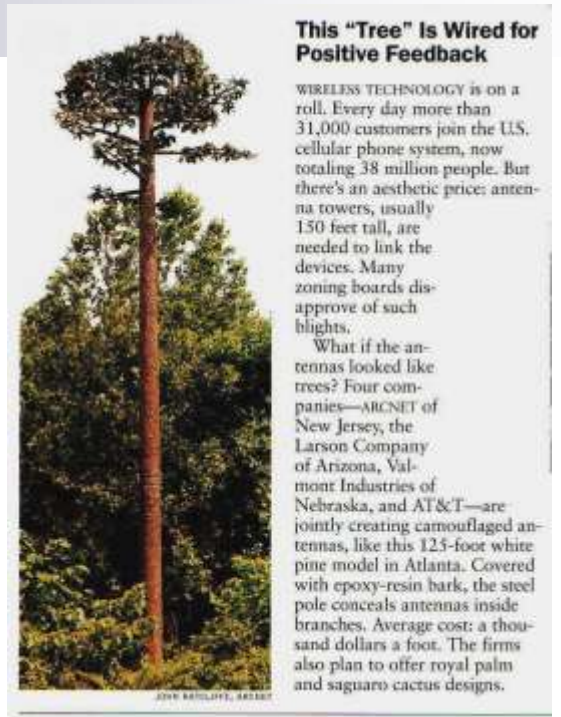 This “Tree” Is Wired for
Positive Feedback
WIRELESS TECHNOLOGY is on a
roll. Every day more than
31,000 customers join the U.S.
cellular phone system, now
totaling 38 million people. But
there's an aesthetic price: anten-
na towers, usually
150 feet tall, are
needed to link the
devices. Many
zoning boards dis-
approve of such
blights.
What if the an-
tennas looked like
trees? Four com-
panies—ARCNET of
New Jersey, the
Larson Company
of Arizona, Val-
mont Industries of
Nebraska, and AT&T—are
jointly creating camouflaged an-
tennas, like this 125-foot white
pine model in Atlanta. Covered
with epoxy-resin bark, the steel
pole conceals antennas inside
branches. Average cost: a thou-
sand dollars a foot. The firms
also plan to offer royal palm
and saguaro cactus designs.
JOHN RATCLIFFE, ARCNET